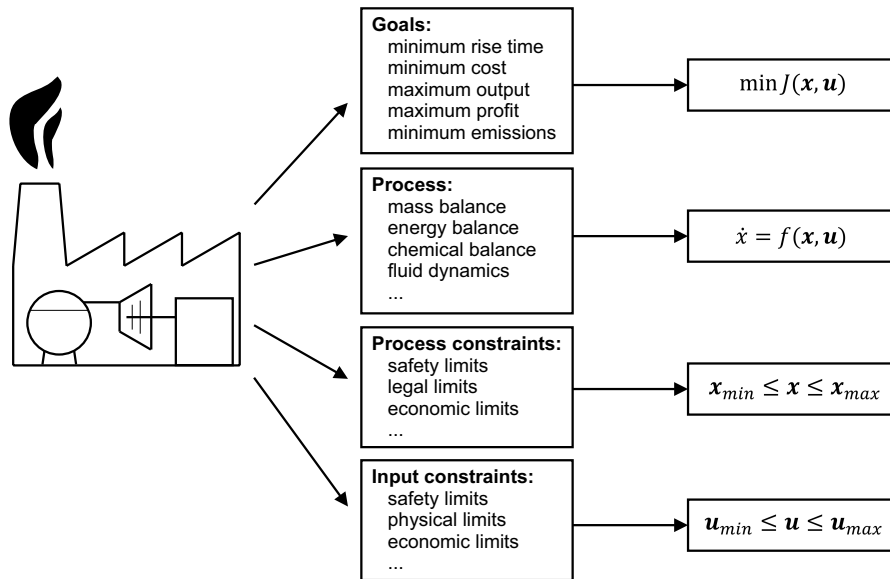 Goals:
minimum rise time
minimum cost
maximum output
maximum profit
minimum emissions
min J(x, u)
Process:
mass balance
energy balance
chemical balance
fluid dynamics
...
ẋ = f(x, u)
Process constraints:
safety limits
legal limits
economic limits
...
x_min ≤ x ≤ x_max
Input constraints:
safety limits
physical limits
economic limits
...
u_min ≤ u ≤ u_max